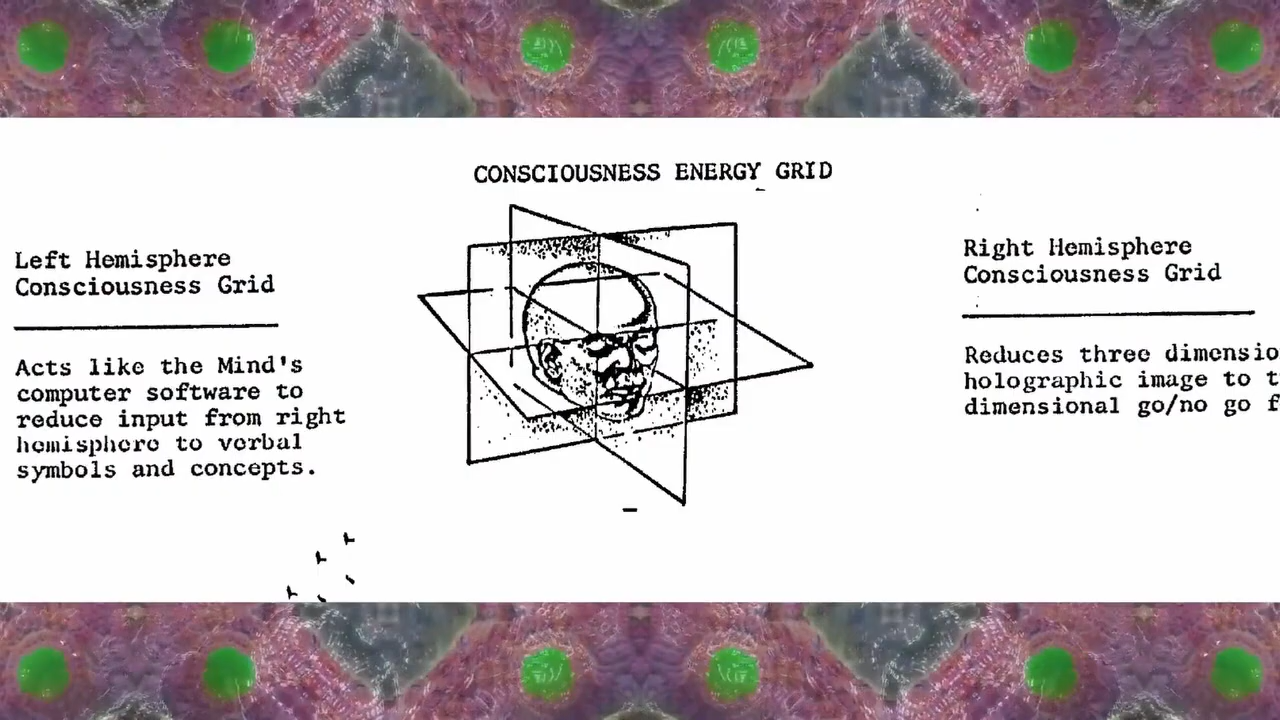 CONSCIOUSNESS ENERGY GRID
Left Hemisphere
Consciousness Grid
Acts like the Mind's
computer software to
reduce input from right
hemisphere to verbal
symbols and concepts.
Right Hemisphere
Consciousness Grid
Reduces three
holographic image to
dimensional go/no go